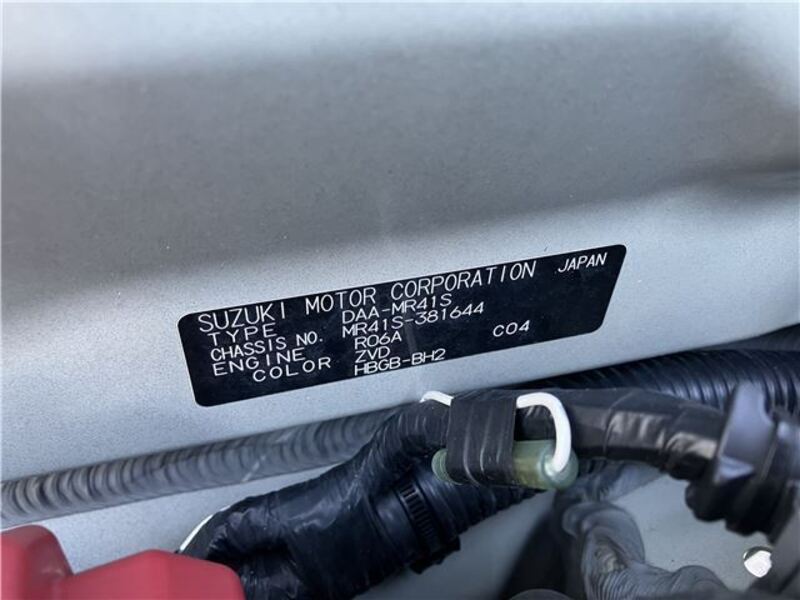 SUZUKI MOTOR CORPORATION JAPAN
TYPE DAA-MR41S
CHASSIS NO. MR41S-381644
ENGINE R06A C04
COLOR ZVD
HBGB-BH2